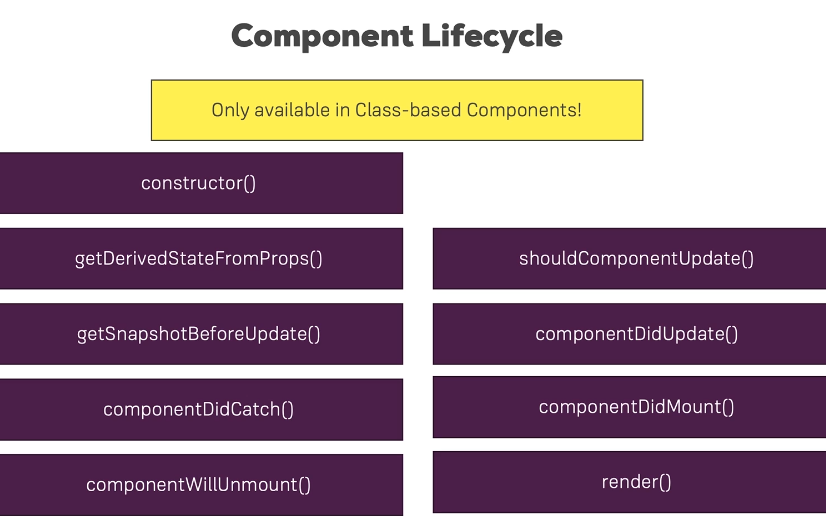 Component Lifecycle
Only available in Class-based Components!
constructor()
getDerivedStateFromProps()
shouldComponentUpdate()
getSnapshotBeforeUpdate()
componentDidUpdate()
componentDidCatch()
componentDidMount()
componentWillUnmount()
render()